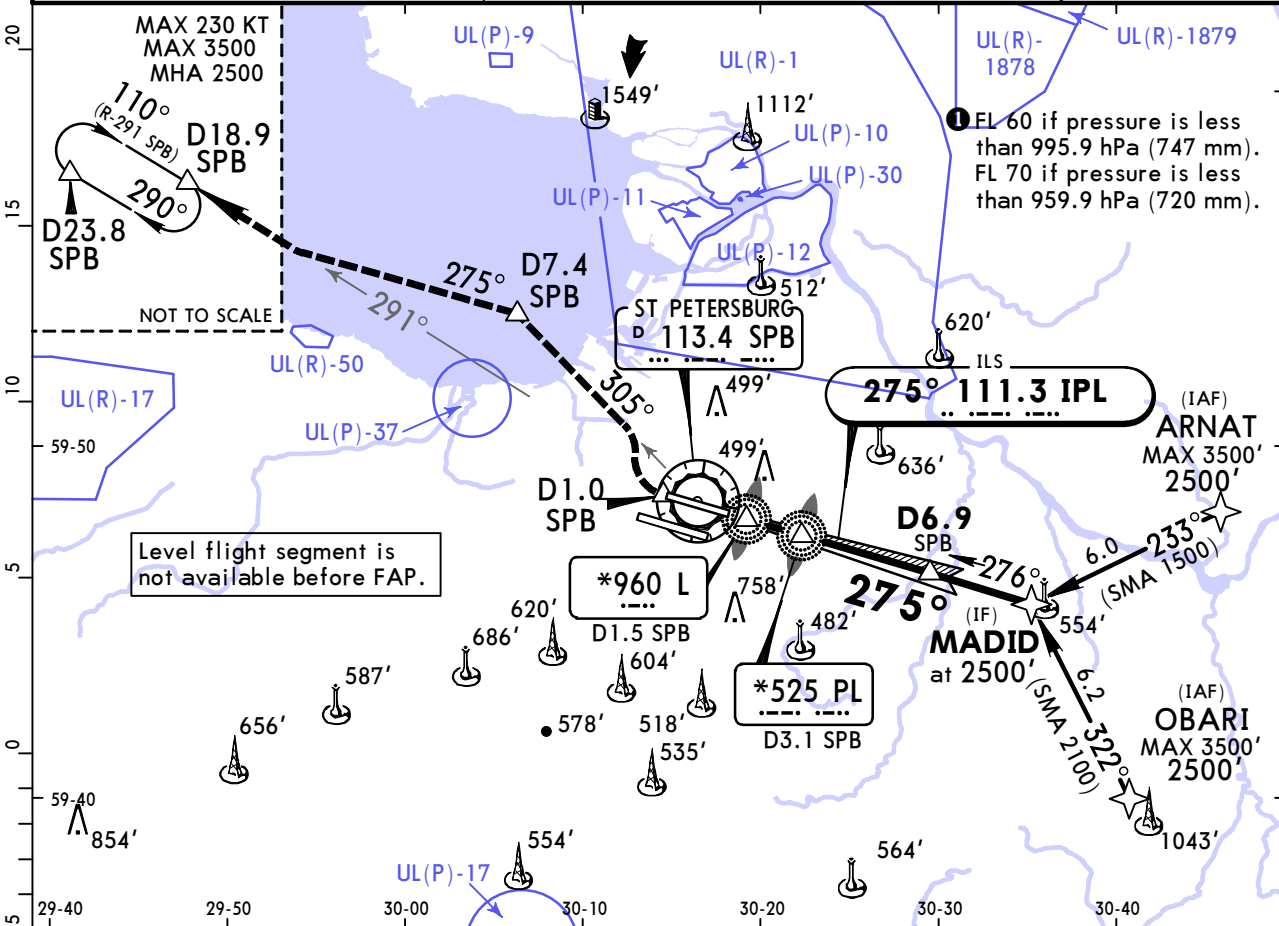 20
15
10
5
0
5
MAX 230 KT
MAX 3500
MHA 2500
110°
(R-291 SPB)
D18.9
SPB
290°
D23.8
SPB
NOT TO SCALE
UL(P)-9
1549'
UL(R)-1
1112'
UL(P)-10
UL(P)-30
UL(P)-11
UL(P)-12
512'
UL(R)-
1878
UL(R)-1879
1 FL 60 if pressure is less
than 995.9 hPa (747 mm).
FL 70 if pressure is less
than 959.9 hPa (720 mm).
275°
D7.4
SPB
291°
305°
UL(R)-50
UL(R)-17
UL(P)-37
59-50
ST PETERSBURG
D 113.4 SPB
499'
499'
620'
ILS
275° 111.3 IPL
636'
(IAF)
ARNAT
MAX 3500'
2500'
D1.0
SPB
D6.9
SPB
276°
6.0
233°
(SMA 1500)
275°
(IF)
MADID
at 2500'
554'
Level flight segment is
not available before FAP.
*960 L
D1.5 SPB
758'
482'
*525 PL
D3.1 SPB
6.2
322°
(SMA 2100)
(IAF)
OBARI
MAX 3500'
2500'
1043'
620'
686'
604'
587'
656'
578'
518'
535'
59-40
854'
554'
564'
UL(P)-17
29-40
29-50
30-00
30-10
30-20
30-30
30-40